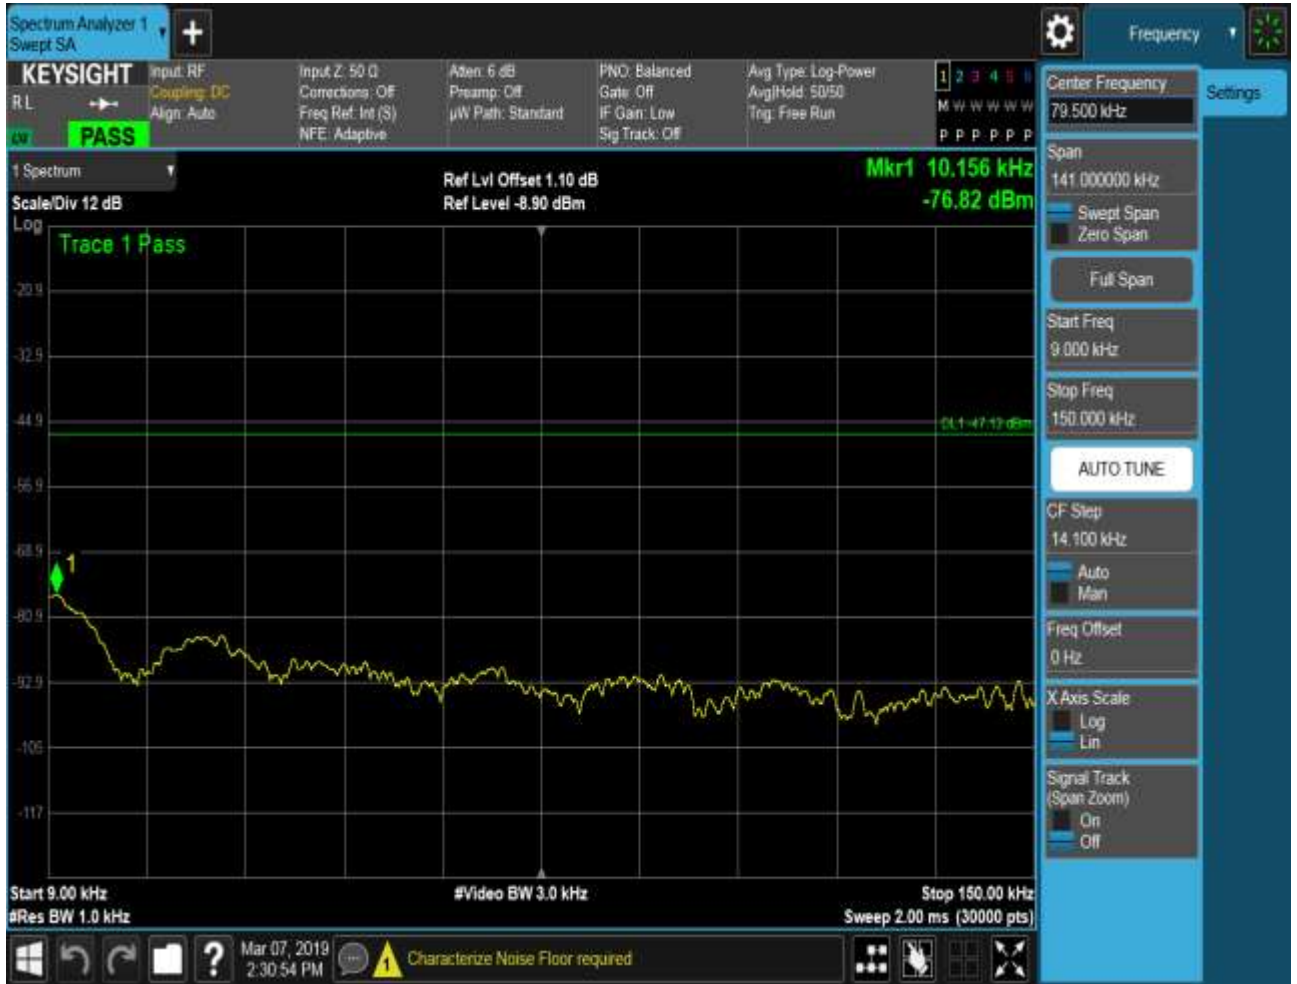 Spectrum Analyzer 1
Swept SA
Frequency
KEYSIGHT
R L
LXI
PASS
Input: RF
Coupling: DC
Align: Auto
Input Z: 50 Ω
Corrections: Off
Freq Ref: Int (S)
NFE: Adaptive
Atten: 6 dB
Preamp: Off
µW Path: Standard
PNO: Balanced
Gate: Off
IF Gain: Low
Sig Track: Off
Avg Type: Log-Power
Avg|Hold: 50/50
Trig: Free Run
1 2 3 4 5 6
M W W W W W
P P P P P P
1 Spectrum
Scale/Div 12 dB
Log
Ref Lvl Offset 1.10 dB
Ref Level -8.90 dBm
Mkr1 10.156 kHz
-76.82 dBm
Trace 1 Pass
-20.9
-32.9
-44.9
DL1 -47.13 dBm
-56.9
-68.9
1
-80.9
-92.9
-105
-117
Start 9.00 kHz
#Video BW 3.0 kHz
Stop 150.00 kHz
#Res BW 1.0 kHz
Sweep 2.00 ms (30000 pts)
Center Frequency
79.500 kHz
Settings
Span
141.000000 kHz
Swept Span
Zero Span
Full Span
Start Freq
9.000 kHz
Stop Freq
150.000 kHz
AUTO TUNE
CF Step
14.100 kHz
Auto
Man
Freq Offset
0 Hz
X Axis Scale
Log
Lin
Signal Track
(Span Zoom)
On
Off
?
Mar 07, 2019
2:30:54 PM
1
Characterize Noise Floor required